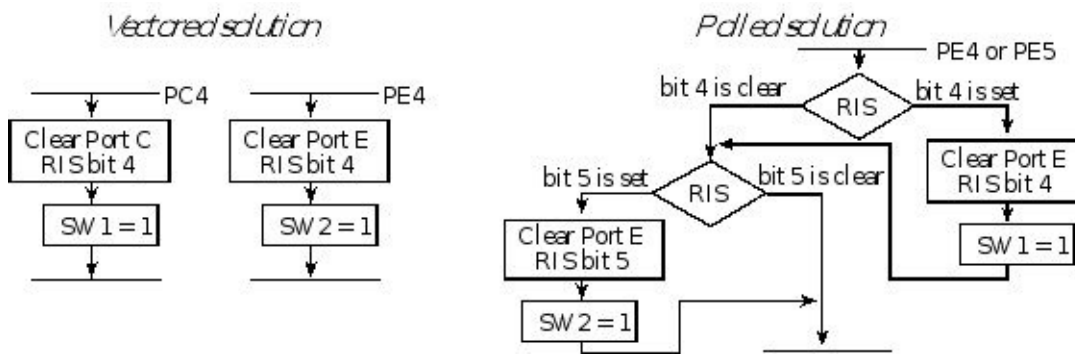 Vectored solution
PC4
Clear Port C
RIS bit 4
SW1 = 1
PE4
Clear Port E
RIS bit 4
SW2 = 1
Polled solution
PE4 or PE5
bit 4 is clear
RIS
bit 4 is set
Clear Port E
RIS bit 4
SW1 = 1
bit 5 is set
RIS
bit 5 is clear
Clear Port E
RIS bit 5
SW2 = 1